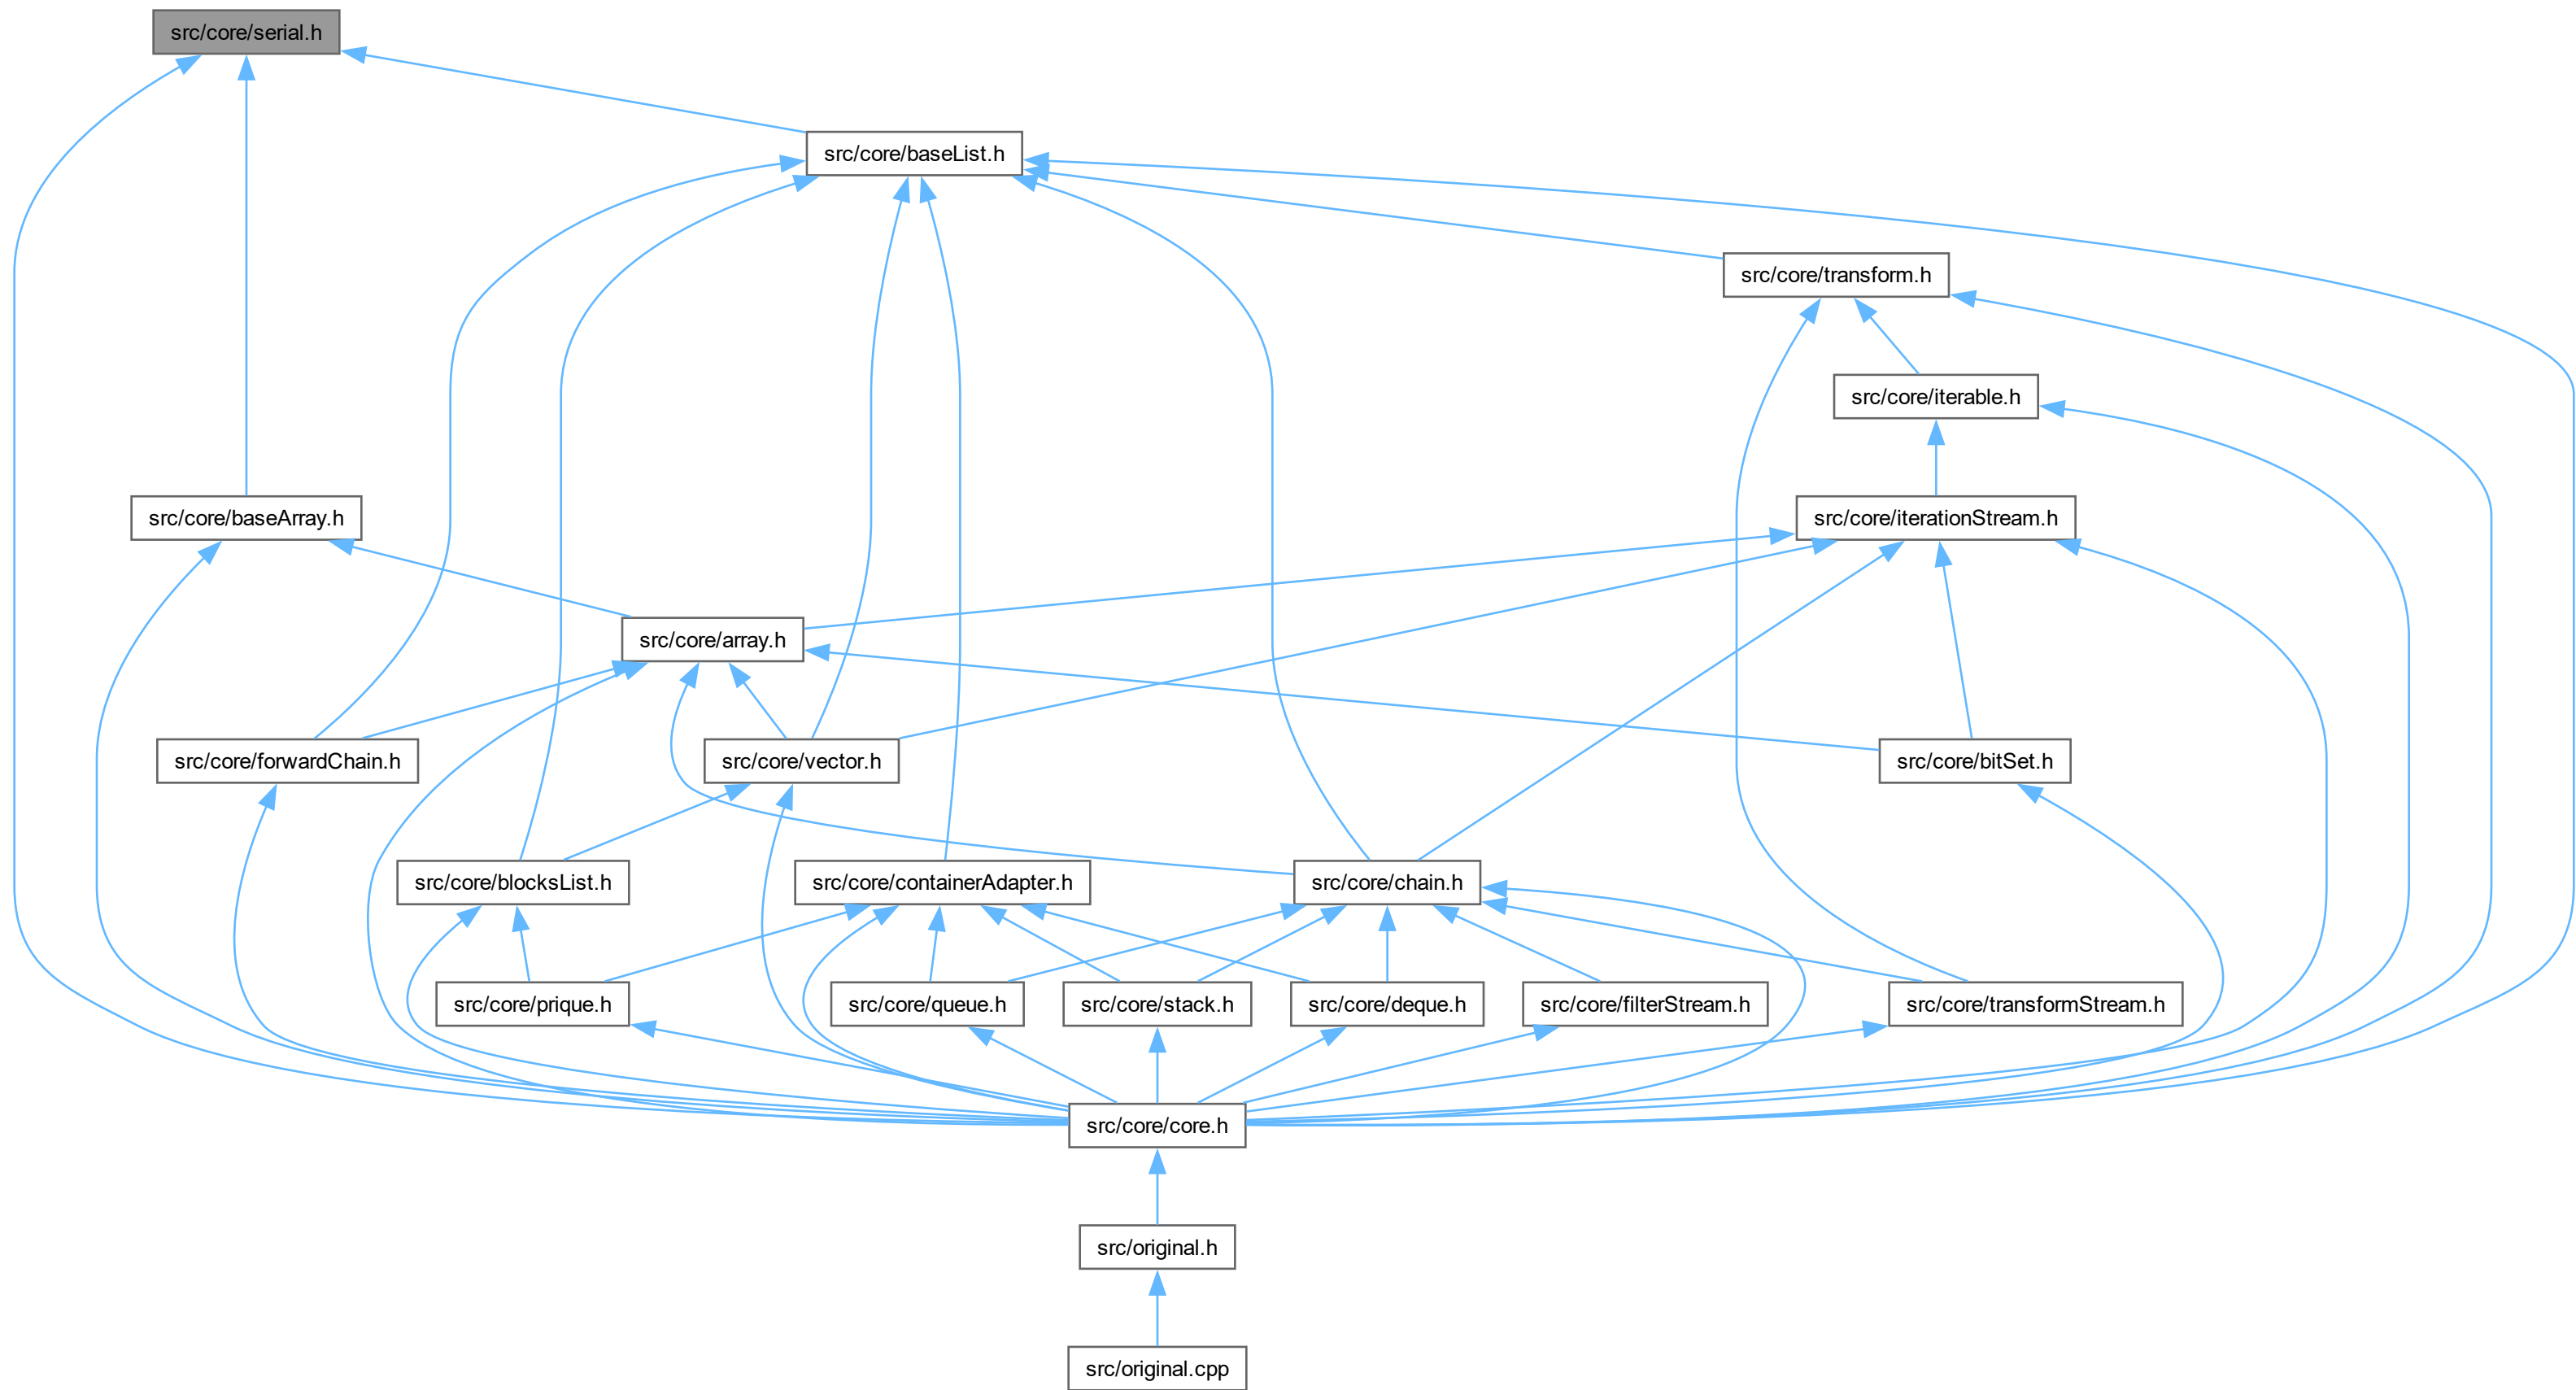 src/core/serial.h
src/core/baseList.h
src/core/transform.h
src/core/iterable.h
src/core/baseArray.h
src/core/iterationStream.h
src/core/array.h
src/core/forwardChain.h
src/core/vector.h
src/core/bitSet.h
src/core/blocksList.h
src/core/containerAdapter.h
src/core/chain.h
src/core/prique.h
src/core/queue.h
src/core/stack.h
src/core/deque.h
src/core/filterStream.h
src/core/transformStream.h
src/core/core.h
src/original.h
src/original.cpp